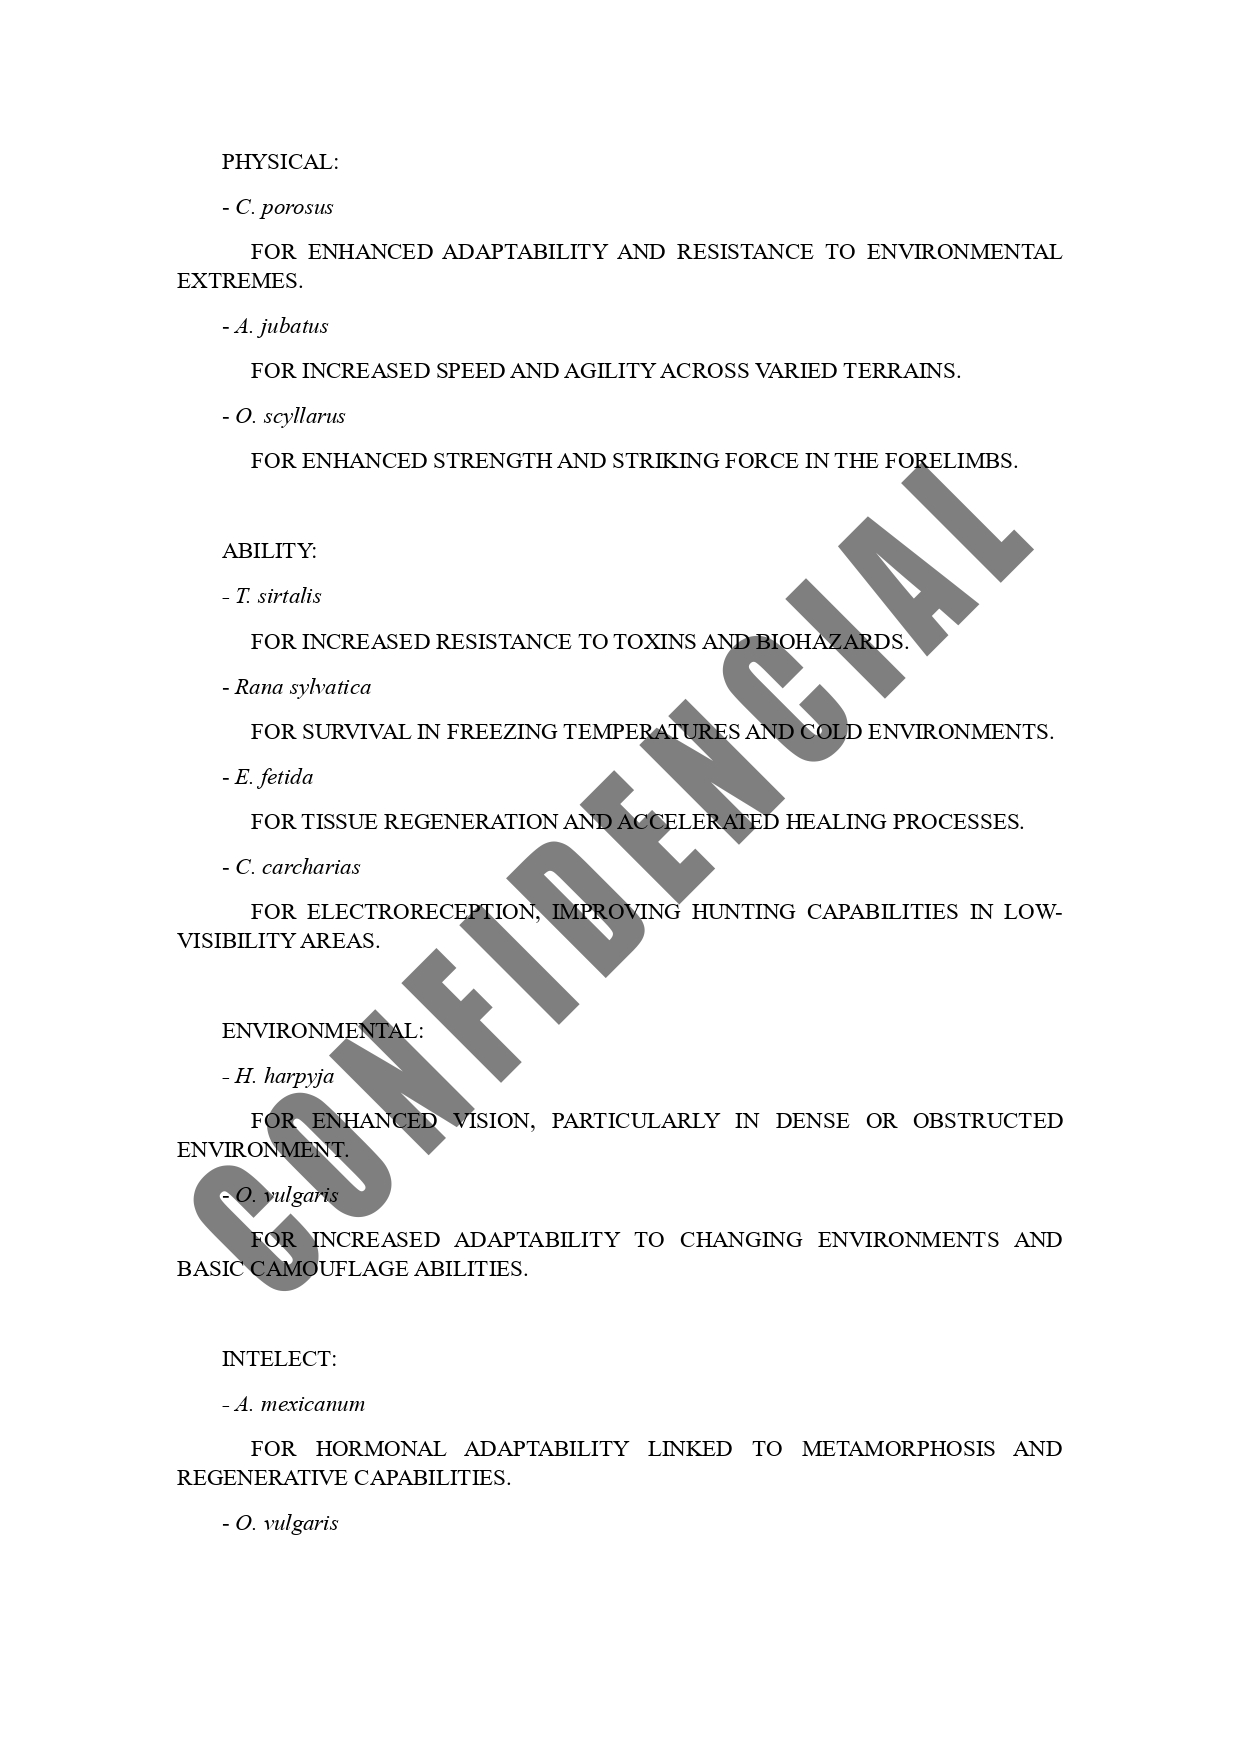 PHYSICAL:
- C. porosus
FOR ENHANCED ADAPTABILITY AND RESISTANCE TO ENVIRONMENTAL
EXTREMES.
- A. jubatus
FOR INCREASED SPEED AND AGILITY ACROSS VARIED TERRAINS.
- O. scyllarus
FOR ENHANCED STRENGTH AND STRIKING FORCE IN THE FORELIMBS.
ABILITY:
- T. sirtalis
FOR INCREASED RESISTANCE TO TOXINS AND BIOHAZARDS.
- Rana sylvatica
FOR SURVIVAL IN FREEZING TEMPERATURES AND COLD ENVIRONMENTS.
- E. fetida
FOR TISSUE REGENERATION AND ACCELERATED HEALING PROCESSES.
- C. carcharias
FOR ELECTRORECEPTION, IMPROVING HUNTING CAPABILITIES IN LOW-
VISIBILITY AREAS.
ENVIRONMENTAL:
- H. harpyja
FOR ENHANCED VISION, PARTICULARLY IN DENSE OR OBSTRUCTED
ENVIRONMENT.
- O. vulgaris
FOR INCREASED ADAPTABILITY TO CHANGING ENVIRONMENTS AND
BASIC CAMOUFLAGE ABILITIES.
INTELECT:
- A. mexicanum
FOR HORMONAL ADAPTABILITY LINKED TO METAMORPHOSIS AND
REGENERATIVE CAPABILITIES.
- O. vulgaris
CONFIDENCIAL